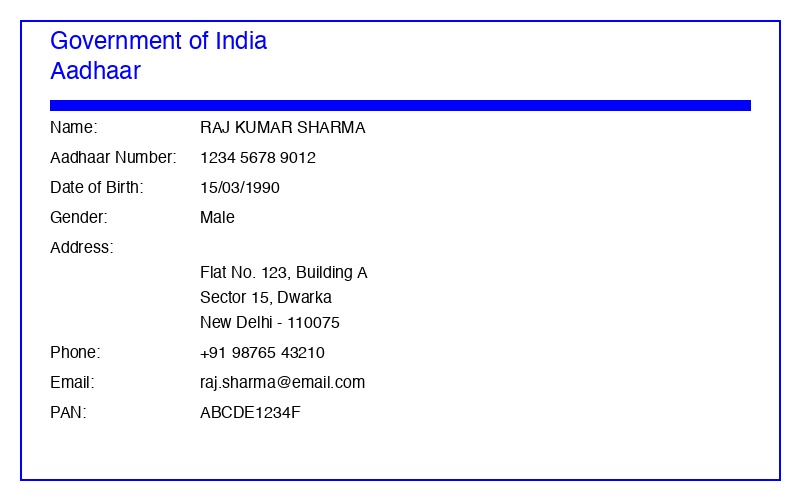 Government of India
Aadhaar
Name: RAJ KUMAR SHARMA
Aadhaar Number: 1234 5678 9012
Date of Birth: 15/03/1990
Gender: Male
Address:
Flat No. 123, Building A
Sector 15, Dwarka
New Delhi - 110075
Phone: +91 98765 43210
Email: raj.sharma@email.com
PAN: ABCDE1234F